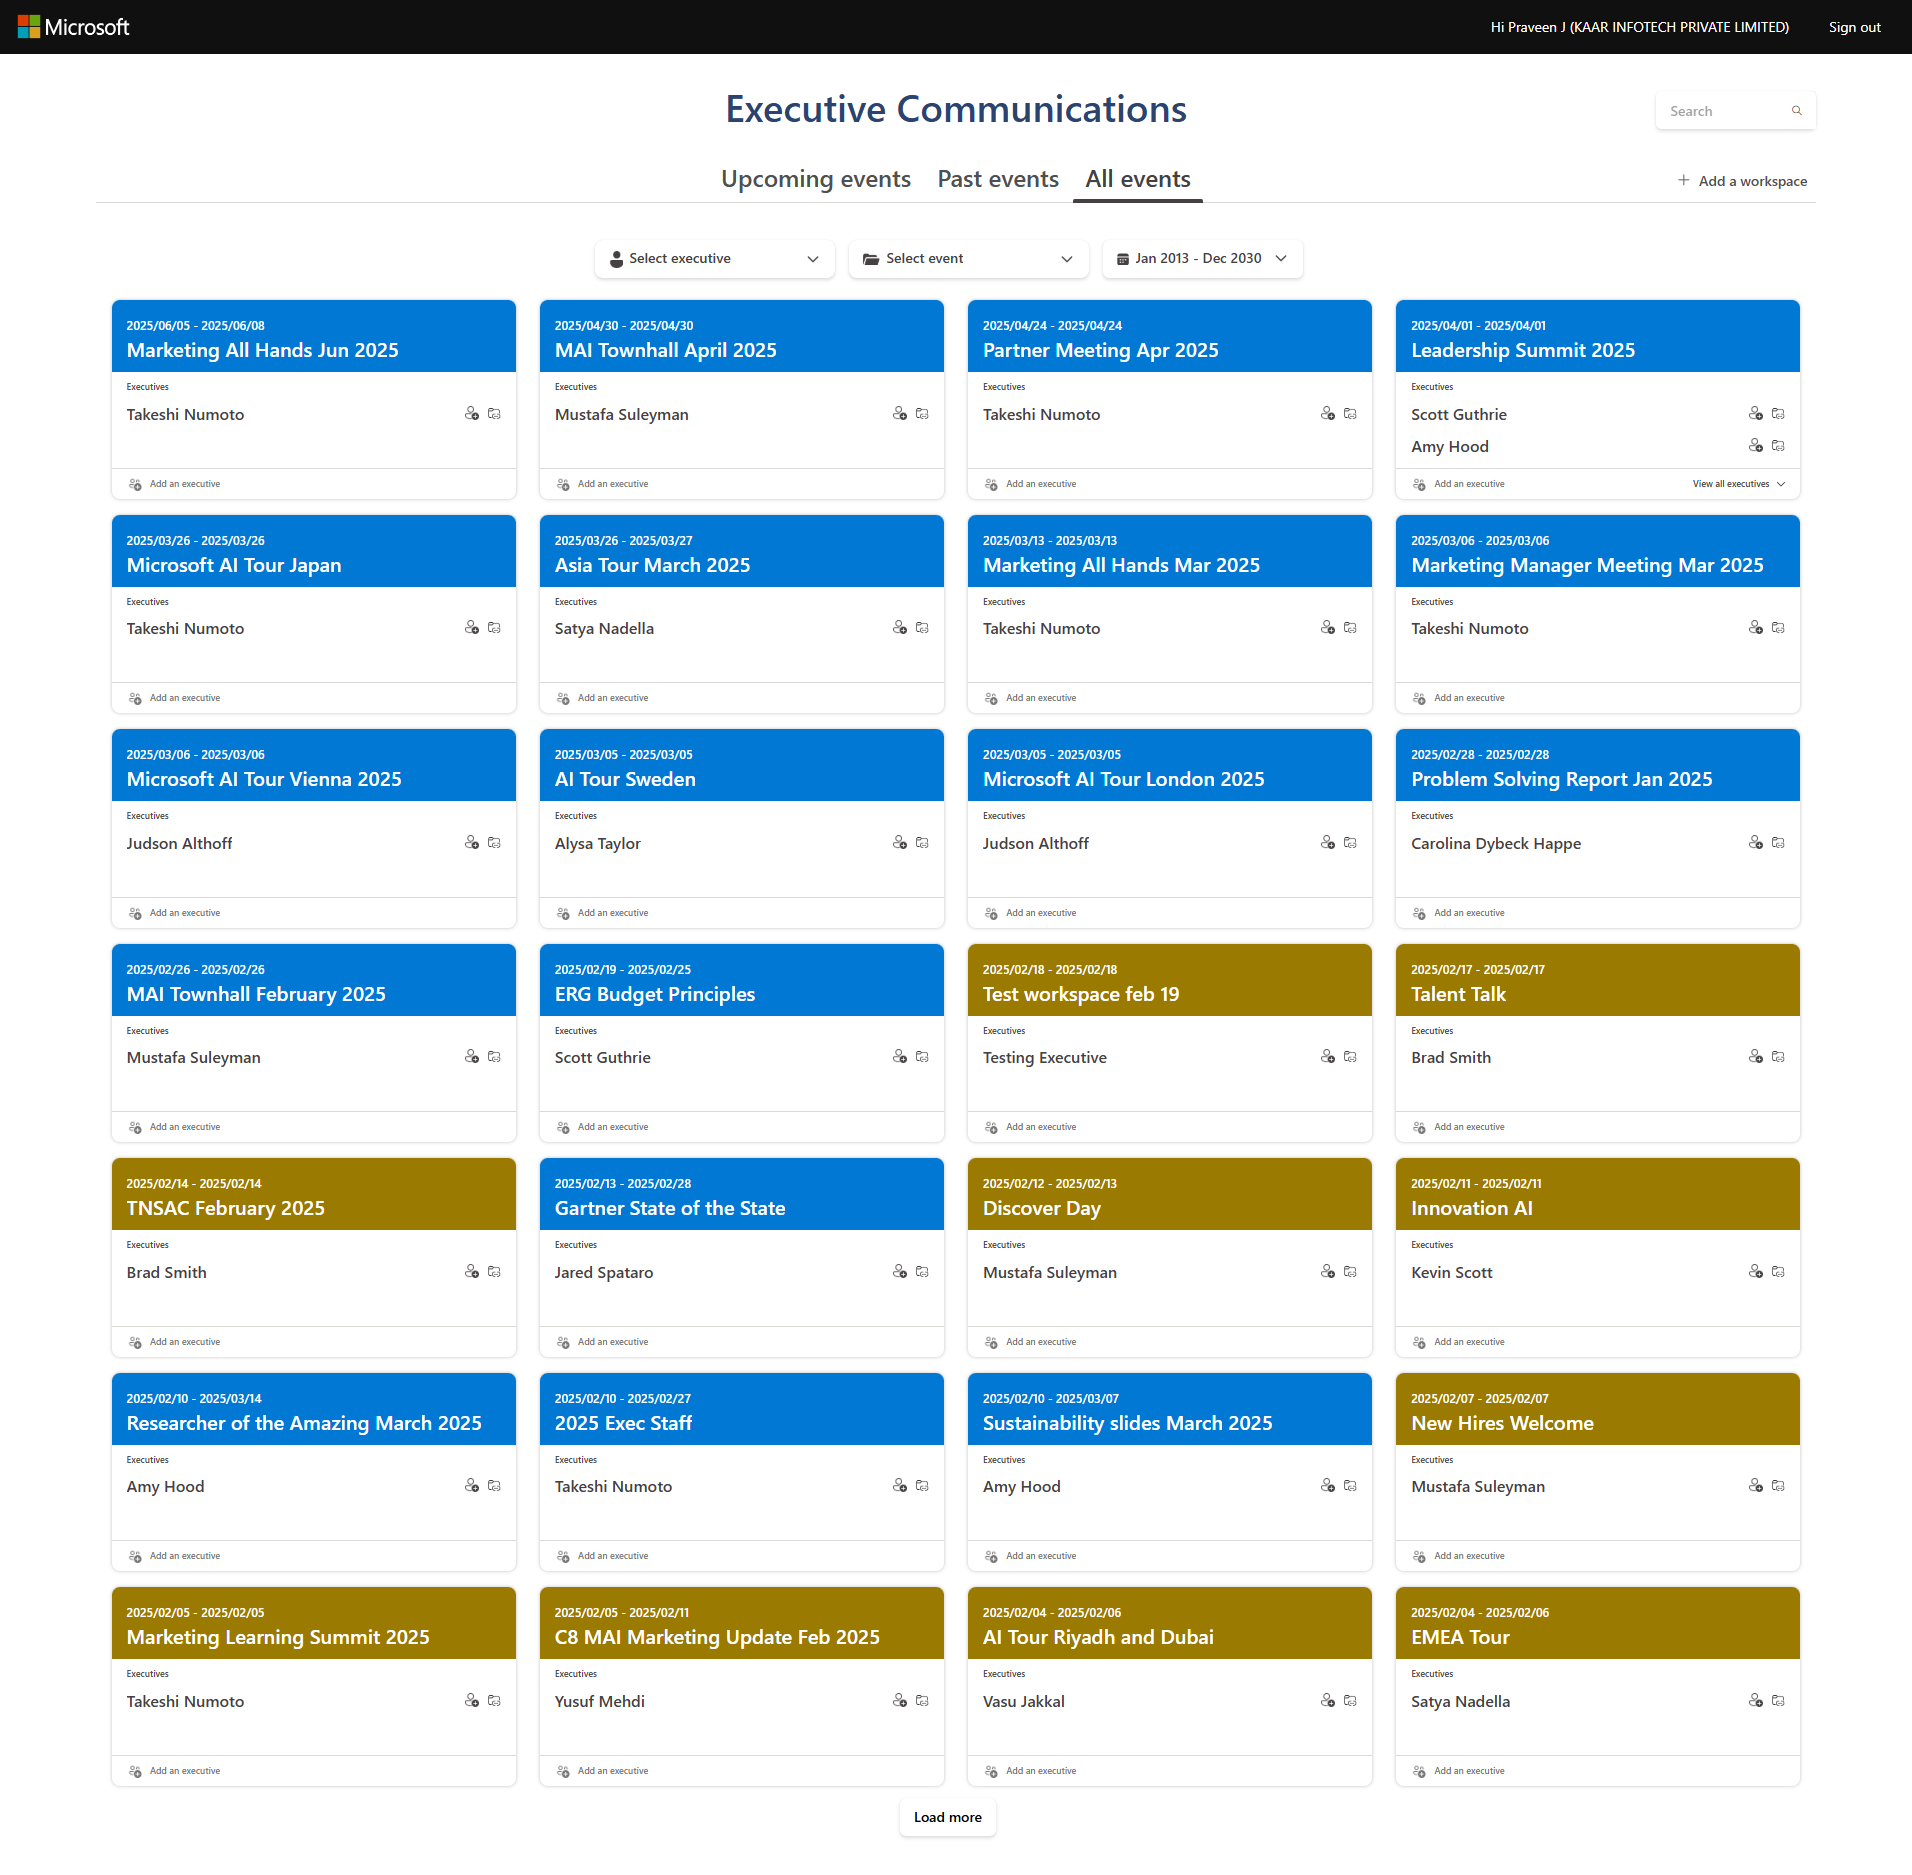 Microsoft
Hi Praveen J (KAAR INFOTECH PRIVATE LIMITED) Sign out
Executive Communications
Search
Upcoming events Past events All events
Add a workspace
Select executive Select event Jan 2013 - Dec 2030
2025/06/05 - 2025/06/08
Marketing All Hands Jun 2025
Executives
Takeshi Numoto
Add an executive
2025/04/30 - 2025/04/30
MAI Townhall April 2025
Executives
Mustafa Suleyman
Add an executive
2025/04/24 - 2025/04/24
Partner Meeting Apr 2025
Executives
Takeshi Numoto
Add an executive
2025/04/01 - 2025/04/01
Leadership Summit 2025
Executives
Scott Guthrie
Amy Hood
Add an executive View all executives
2025/03/26 - 2025/03/26
Microsoft AI Tour Japan
Executives
Takeshi Numoto
Add an executive
2025/03/26 - 2025/03/27
Asia Tour March 2025
Executives
Satya Nadella
Add an executive
2025/03/13 - 2025/03/13
Marketing All Hands Mar 2025
Executives
Takeshi Numoto
Add an executive
2025/03/06 - 2025/03/06
Marketing Manager Meeting Mar 2025
Executives
Takeshi Numoto
Add an executive
2025/03/06 - 2025/03/06
Microsoft AI Tour Vienna 2025
Executives
Judson Althoff
Add an executive
2025/03/05 - 2025/03/05
AI Tour Sweden
Executives
Alysa Taylor
Add an executive
2025/03/05 - 2025/03/05
Microsoft AI Tour London 2025
Executives
Judson Althoff
Add an executive
2025/02/28 - 2025/02/28
Problem Solving Report Jan 2025
Executives
Carolina Dybeck Happe
Add an executive
2025/02/26 - 2025/02/26
MAI Townhall February 2025
Executives
Mustafa Suleyman
Add an executive
2025/02/19 - 2025/02/25
ERG Budget Principles
Executives
Scott Guthrie
Add an executive
2025/02/18 - 2025/02/18
Test workspace feb 19
Executives
Testing Executive
Add an executive
2025/02/17 - 2025/02/17
Talent Talk
Executives
Brad Smith
Add an executive
2025/02/14 - 2025/02/14
TNSAC February 2025
Executives
Brad Smith
Add an executive
2025/02/13 - 2025/02/28
Gartner State of the State
Executives
Jared Spataro
Add an executive
2025/02/12 - 2025/02/13
Discover Day
Executives
Mustafa Suleyman
Add an executive
2025/02/11 - 2025/02/11
Innovation AI
Executives
Kevin Scott
Add an executive
2025/02/10 - 2025/03/14
Researcher of the Amazing March 2025
Executives
Amy Hood
Add an executive
2025/02/10 - 2025/02/27
2025 Exec Staff
Executives
Takeshi Numoto
Add an executive
2025/02/10 - 2025/03/07
Sustainability slides March 2025
Executives
Amy Hood
Add an executive
2025/02/07 - 2025/02/07
New Hires Welcome
Executives
Mustafa Suleyman
Add an executive
2025/02/05 - 2025/02/05
Marketing Learning Summit 2025
Executives
Takeshi Numoto
Add an executive
2025/02/05 - 2025/02/11
C8 MAI Marketing Update Feb 2025
Executives
Yusuf Mehdi
Add an executive
2025/02/04 - 2025/02/06
AI Tour Riyadh and Dubai
Executives
Vasu Jakkal
Add an executive
2025/02/04 - 2025/02/06
EMEA Tour
Executives
Satya Nadella
Add an executive
Load more